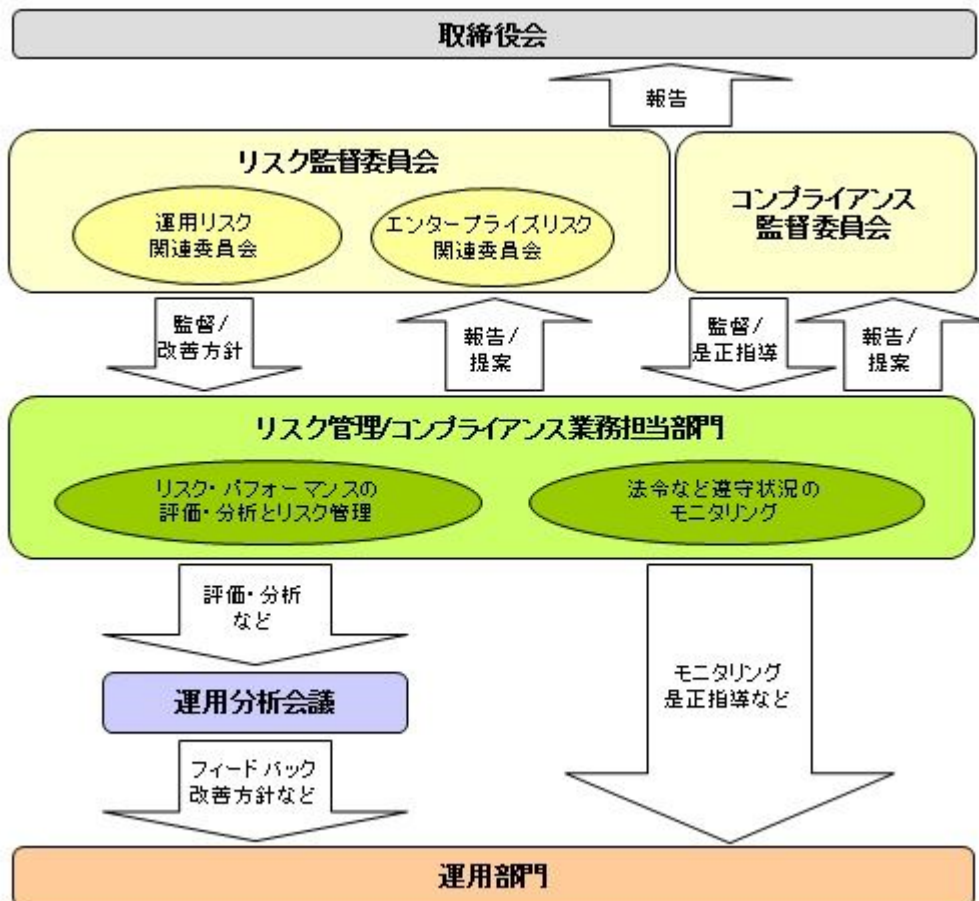 取締役会
報告
リスク監督委員会
運用リスク
関連委員会
エンタープライズリスク
関連委員会
コンプライアンス
監督委員会
監督/
改善方針
報告/
提案
監督/
是正指導
報告/
提案
リスク管理/コンプライアンス業務担当部門
リスク・パフォーマンスの
評価・分析とリスク管理
法令など遵守状況の
モニタリング
評価・分析
など
運用分析会議
モニタリング
是正指導など
フィードバック
改善方針など
運用部門